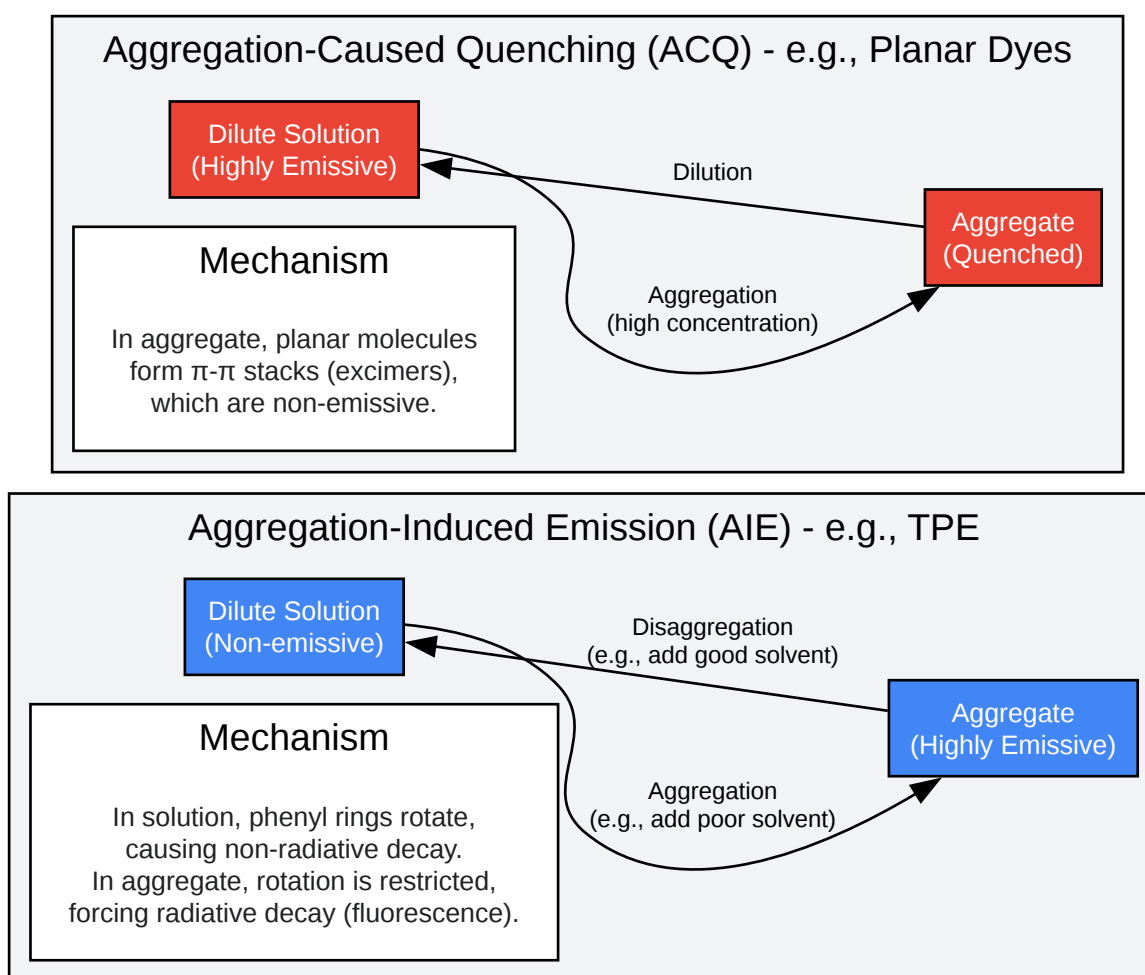 Aggregation-Caused Quenching (ACQ) - e.g., Planar Dyes
Dilute Solution
(Highly Emissive)
Dilution
Aggregate
(Quenched)
Aggregation
(high concentration)
Mechanism
In aggregate, planar molecules
form π-π stacks (excimers),
which are non-emissive.
Aggregation-Induced Emission (AIE) - e.g., TPE
Dilute Solution
(Non-emissive)
Disaggregation
(e.g., add good solvent)
Aggregate
(Highly Emissive)
Aggregation
(e.g., add poor solvent)
Mechanism
In solution, phenyl rings rotate,
causing non-radiative decay.
In aggregate, rotation is restricted,
forcing radiative decay (fluorescence).